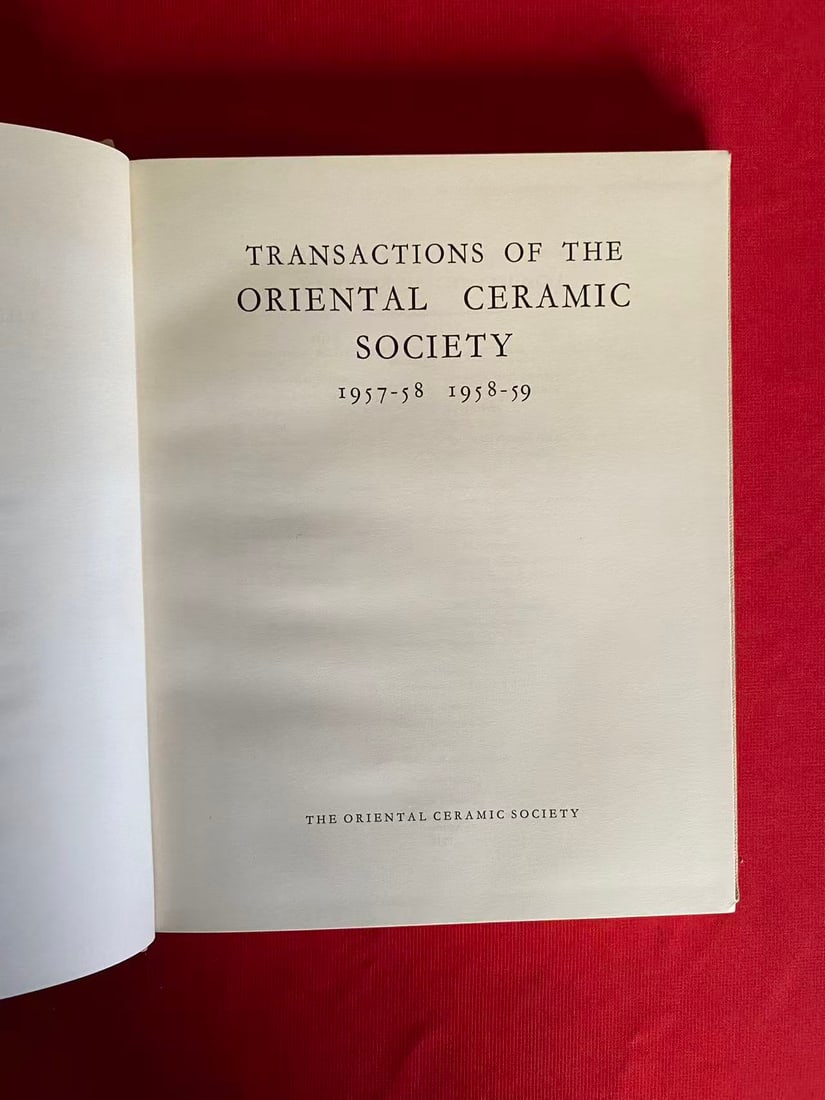 TRANSACTIONS OF THE
ORIENTAL CERAMIC
SOCIETY
1957-58 1958-59
THE ORIENTAL CERAMIC SOCIETY